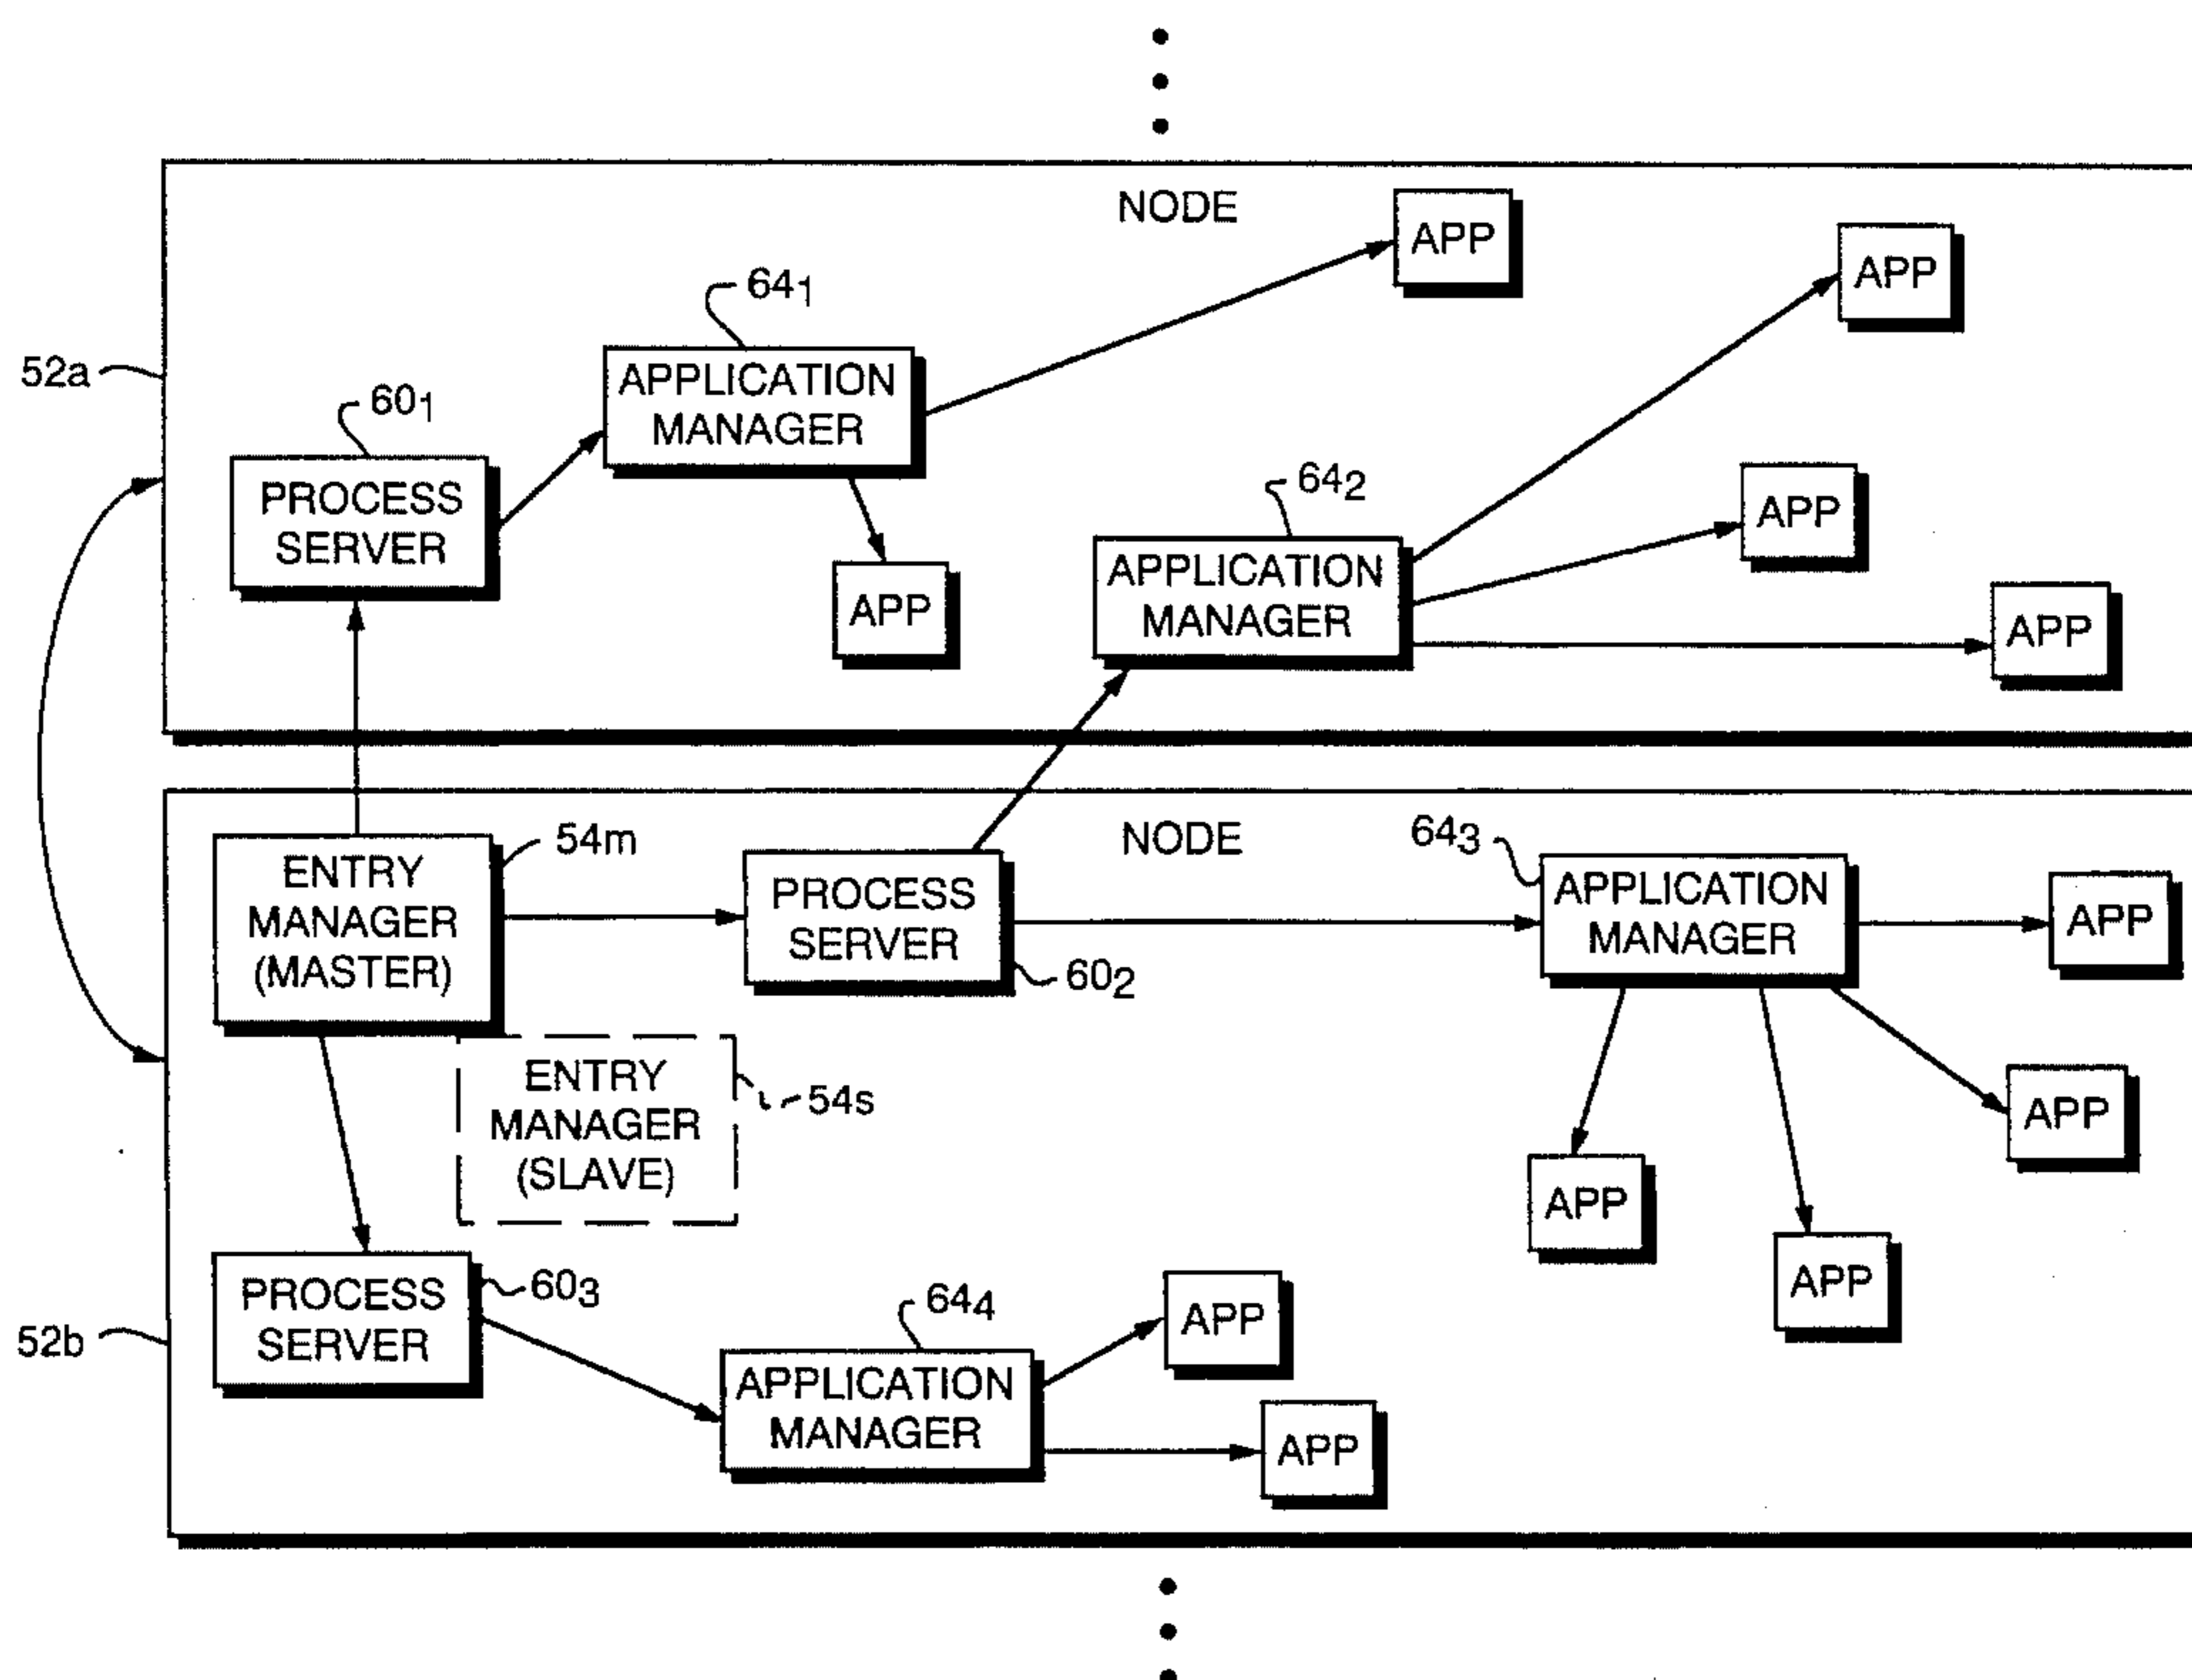 NODE
APP
APP
64₁
52a
APPLICATION
MANAGER
60₁
PROCESS
SERVER
64₂
APP
APPLICATION
MANAGER
APP
APP
54m
NODE
64₃
ENTRY
MANAGER
(MASTER)
PROCESS
SERVER
60₂
APPLICATION
MANAGER
APP
ENTRY
MANAGER
(SLAVE)
54s
APP
APP
APP
PROCESS
SERVER
60₃
52b
64₄
APP
APPLICATION
MANAGER
APP